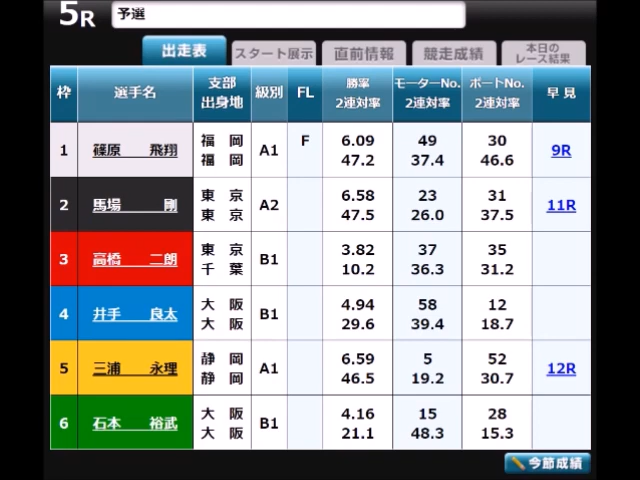 5R 予選
出走表 スタート展示 直前情報 競走成績 本日の
レース結果
枠 選手名 支部 級別 FL 勝率 モーターNo. ボートNo. 早見
出身地 2連対率 2連対率 2連対率
1 篠原 飛翔 福岡 A1 F 6.09 49 30 9R
福岡 47.2 37.4 46.6
2 馬場 剛 東京 A2 6.58 23 31 11R
東京 47.5 26.0 37.5
3 高橋 二朗 東京 B1 3.82 37 35
千葉 10.2 36.3 31.2
4 井手 良太 大阪 B1 4.94 58 12
大阪 29.6 39.4 18.7
5 三浦 永理 静岡 A1 6.59 5 52 12R
静岡 46.5 19.2 30.7
6 石本 裕武 大阪 B1 4.16 15 28
大阪 21.1 48.3 15.3
今節成績